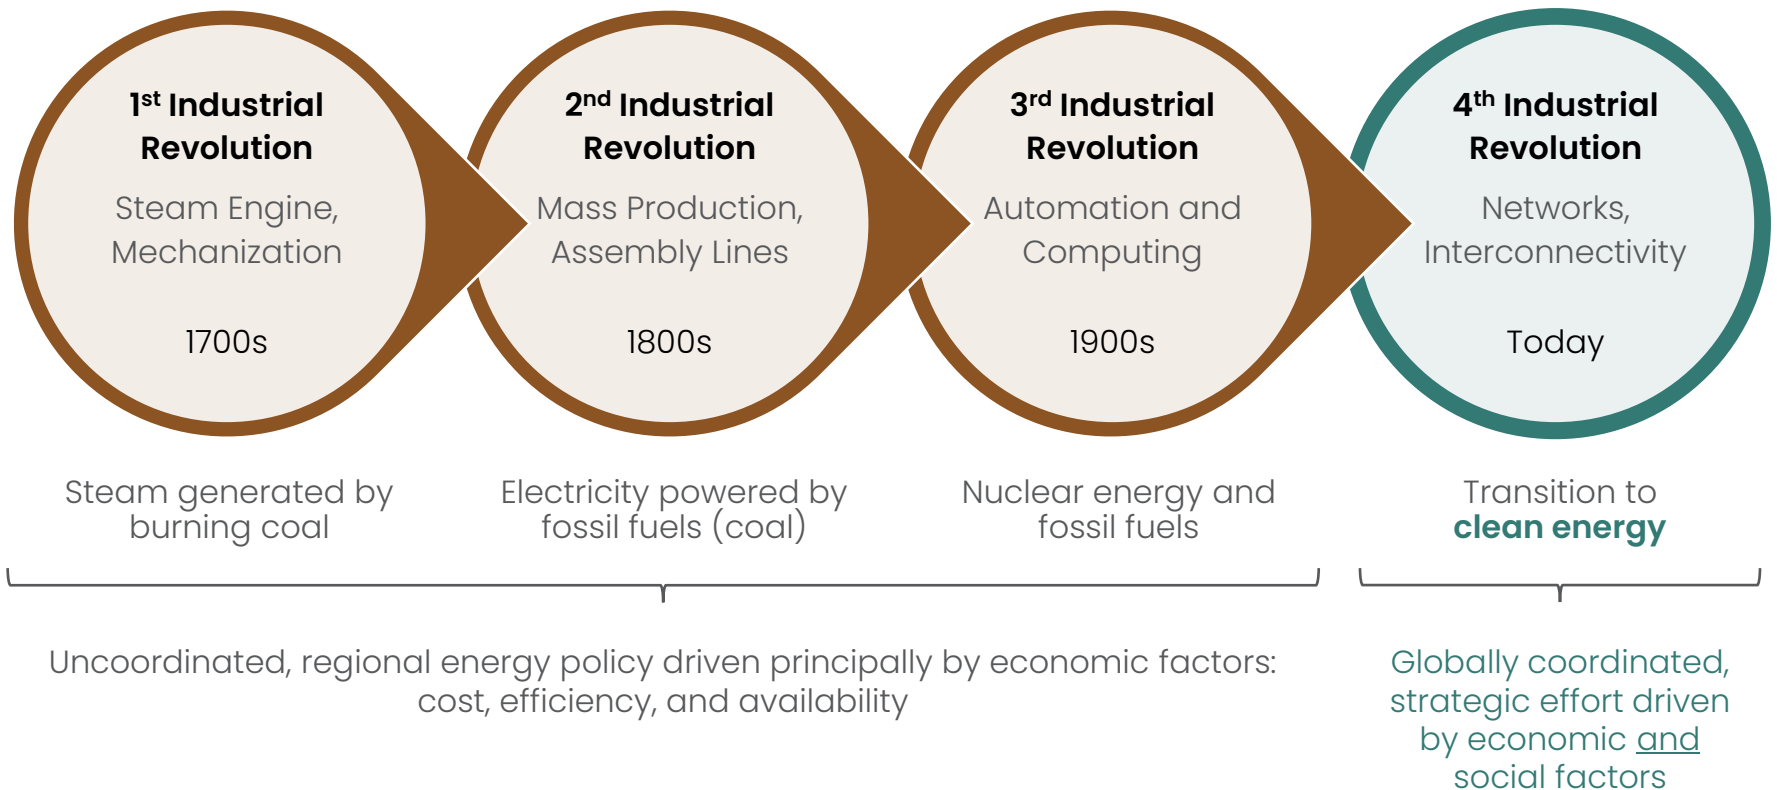 1st Industrial
Revolution
Steam Engine,
Mechanization
1700s
2nd Industrial
Revolution
Mass Production,
Assembly Lines
1800s
3rd Industrial
Revolution
Automation and
Computing
1900s
4th Industrial
Revolution
Networks,
Interconnectivity
Today
Steam generated by
burning coal
Electricity powered by
fossil fuels (coal)
Nuclear energy and
fossil fuels
Transition to
clean energy
Uncoordinated, regional energy policy driven principally by economic factors:
cost, efficiency, and availability
Globally coordinated,
strategic effort driven
by economic and
social factors